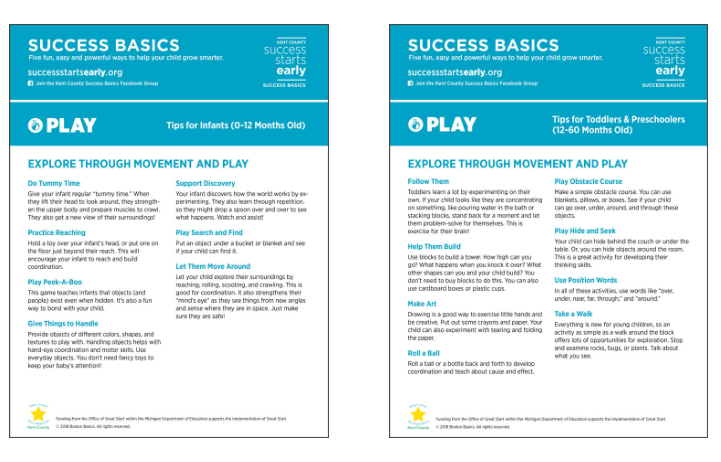 SUCCESS BASICS
Five fun, easy and powerful ways to help your child grow smarter.
successstartsearly.org
Join the Kent County Success Basics Facebook Group
KENT COUNTY
success
starts
early
SUCCESS BASICS
PLAY
Tips for Infants (0-12 Months Old)
EXPLORE THROUGH MOVEMENT AND PLAY
Do Tummy Time
Give your infant regular "tummy time." When
they lift their head to look around, they strength-
en the upper body and prepare muscles to crawl.
They also get a new view of their surroundings!
Practice Reaching
Hold a toy over your infant's head, or put one on
the floor just beyond their reach. This will
encourage your infant to reach and build
coordination.
Play Peek-A-Boo
This game teaches infants that objects (and
people) exist even when hidden. It's also a fun
way to bond with your child.
Give Things to Handle
Provide objects of different colors, shapes, and
textures to play with. Handling objects helps with
hand-eye coordination and motor skills. Use
everyday objects. You don't need fancy toys to
keep your baby's attention!
Support Discovery
Your infant discovers how the world works by ex-
perimenting. They also learn through repetition,
so they might drop a spoon over and over to see
what happens. Watch and assist!
Play Search and Find
Put an object under a bucket or blanket and see
if your child can find it.
Let Them Move Around
Let your child explore their surroundings by
reaching, rolling, scooting, and crawling. This is
good for coordination. It also strengthens their
"mind's eye" as they see things from new angles
and sense where they are in space. Just make
sure they are safe!
Kent County
Funding from the Office of Great Start within the Michigan Department of Education supports the implementation of Great Start.
© 2018 Boston Basics. All rights reserved.
SUCCESS BASICS
Five fun, easy and powerful ways to help your child grow smarter.
successstartsearly.org
Join the Kent County Success Basics Facebook Group
KENT COUNTY
success
starts
early
SUCCESS BASICS
PLAY
Tips for Toddlers & Preschoolers
(12-60 Months Old)
EXPLORE THROUGH MOVEMENT AND PLAY
Follow Them
Toddlers learn a lot by experimenting on their
own. If your child looks like they are concentrating
on something, like pouring water in the bath or
stacking blocks, stand back for a moment and let
them problem-solve for themselves. This is
exercise for their brain!
Help Them Build
Use blocks to build a tower. How high can you
go? What happens when you knock it over? What
other shapes can you and your child build? You
don't need to buy blocks to do this. You can also
use cardboard boxes or plastic cups.
Make Art
Drawing is a good way to exercise little hands and
be creative. Put out some crayons and paper. Your
child can also experiment with tearing and folding
the paper.
Roll a Ball
Roll a ball or a bottle back and forth to develop
coordination and teach about cause and effect.
Play Obstacle Course
Make a simple obstacle course. You can use
blankets, pillows, or boxes. See if your child
can go over, under, around, and through these
objects.
Play Hide and Seek
Your child can hide behind the couch or under the
table. Or, you can hide objects around the room.
This is a great activity for developing their
thinking skills.
Use Position Words
In all of these activities, use words like "over,
under, near, far, through," and "around."
Take a Walk
Everything is new for young children, so an
activity as simple as a walk around the block
offers lots of opportunities for exploration. Stop
and examine rocks, bugs, or plants. Talk about
what you see.
Kent County
Funding from the Office of Great Start within the Michigan Department of Education supports the implementation of Great Start.
© 2018 Boston Basics. All rights reserved.